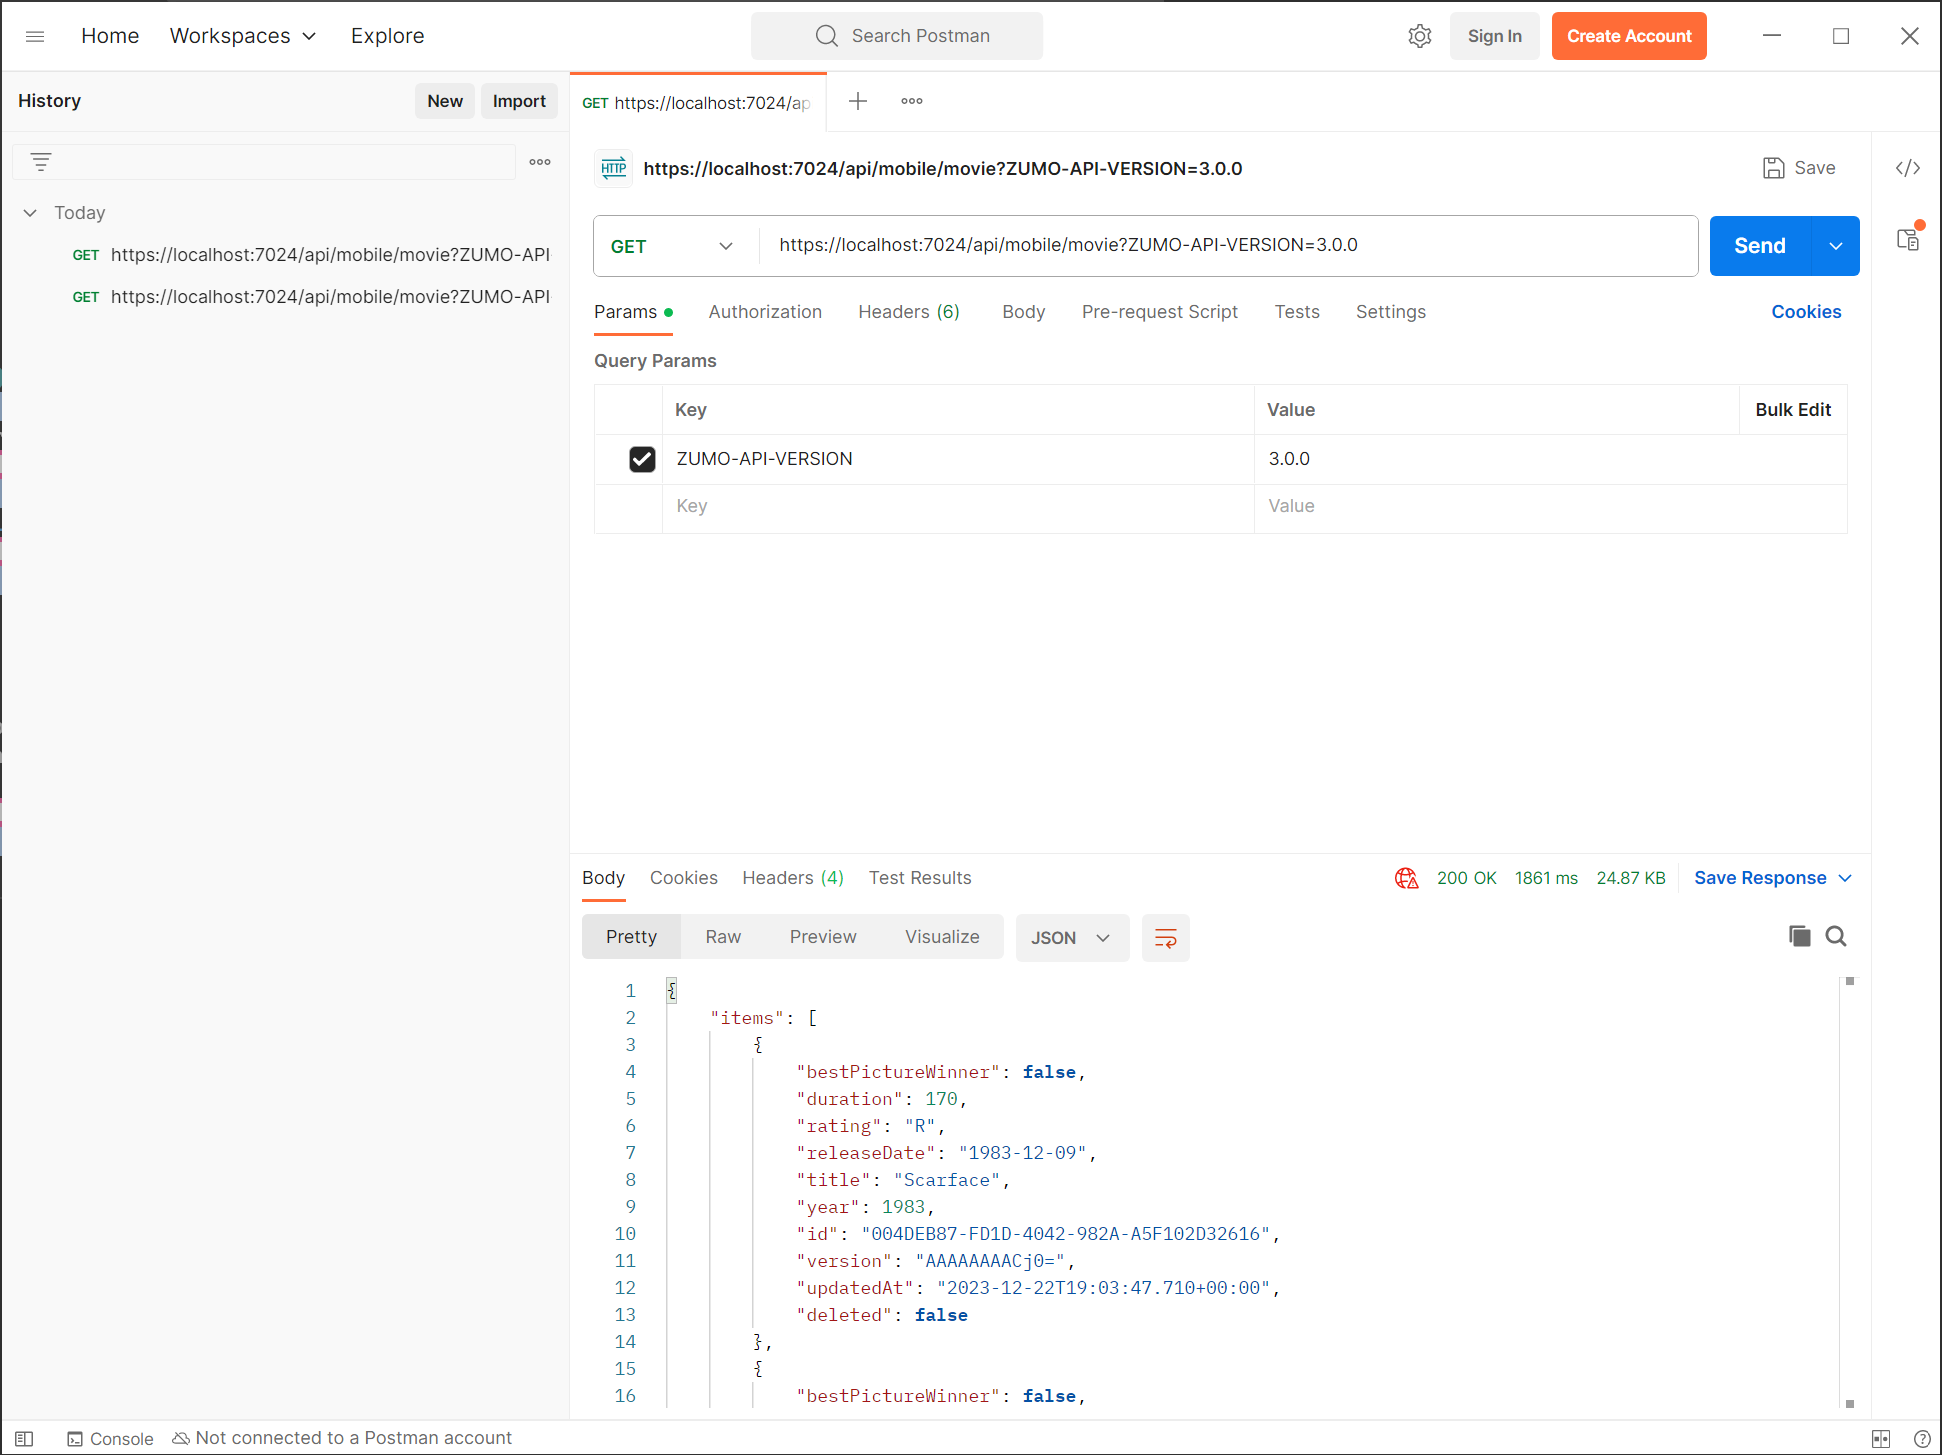 Home Workspaces Explore
Search Postman
Sign In Create Account
History New Import
GET https://localhost:7024/ap
HTTP https://localhost:7024/api/mobile/movie?ZUMO-API-VERSION=3.0.0 Save
Today
GET https://localhost:7024/api/mobile/movie?ZUMO-API
GET https://localhost:7024/api/mobile/movie?ZUMO-API
GET https://localhost:7024/api/mobile/movie?ZUMO-API-VERSION=3.0.0 Send
Params Authorization Headers (6) Body Pre-request Script Tests Settings Cookies
Query Params
Key Value Bulk Edit
ZUMO-API-VERSION 3.0.0
Key Value
Body Cookies Headers (4) Test Results 200 OK 1861 ms 24.87 KB Save Response
Pretty Raw Preview Visualize JSON
1 {
2 "items": [
3 {
4 "bestPictureWinner": false,
5 "duration": 170,
6 "rating": "R",
7 "releaseDate": "1983-12-09",
8 "title": "Scarface",
9 "year": 1983,
10 "id": "004DEB87-FD1D-4042-982A-A5F102D32616",
11 "version": "AAAAAAAACj0=",
12 "updatedAt": "2023-12-22T19:03:47.710+00:00",
13 "deleted": false
14 },
15 {
16 "bestPictureWinner": false,
Console Not connected to a Postman account